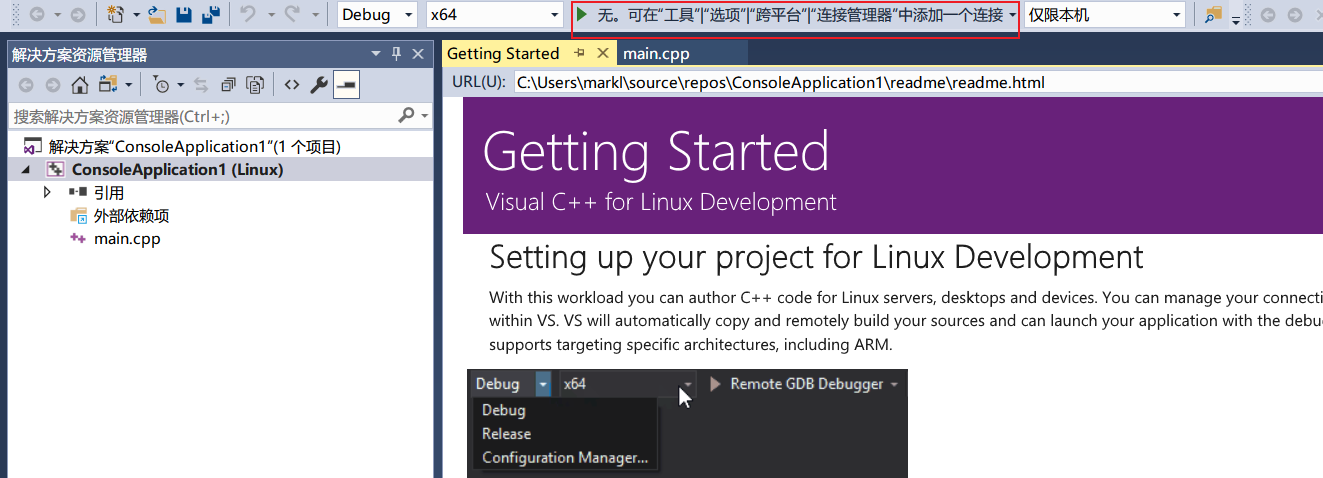 Debug x64 无。可在“工具”|“选项”|“跨平台”|“连接管理器”中添加一个连接 仅限本机
解决方案资源管理器
搜索解决方案资源管理器(Ctrl+;)
解决方案“ConsoleApplication1”(1 个项目)
ConsoleApplication1 (Linux)
引用
外部依赖项
main.cpp
Getting Started main.cpp
URL(U): C:\Users\markl\source\repos\ConsoleApplication1\readme\readme.html
Getting Started
Visual C++ for Linux Development
Setting up your project for Linux Development
With this workload you can author C++ code for Linux servers, desktops and devices. You can manage your connecti
within VS. VS will automatically copy and remotely build your sources and can launch your application with the debu
supports targeting specific architectures, including ARM.
Debug x64 Remote GDB Debugger
Debug
Release
Configuration Manager...